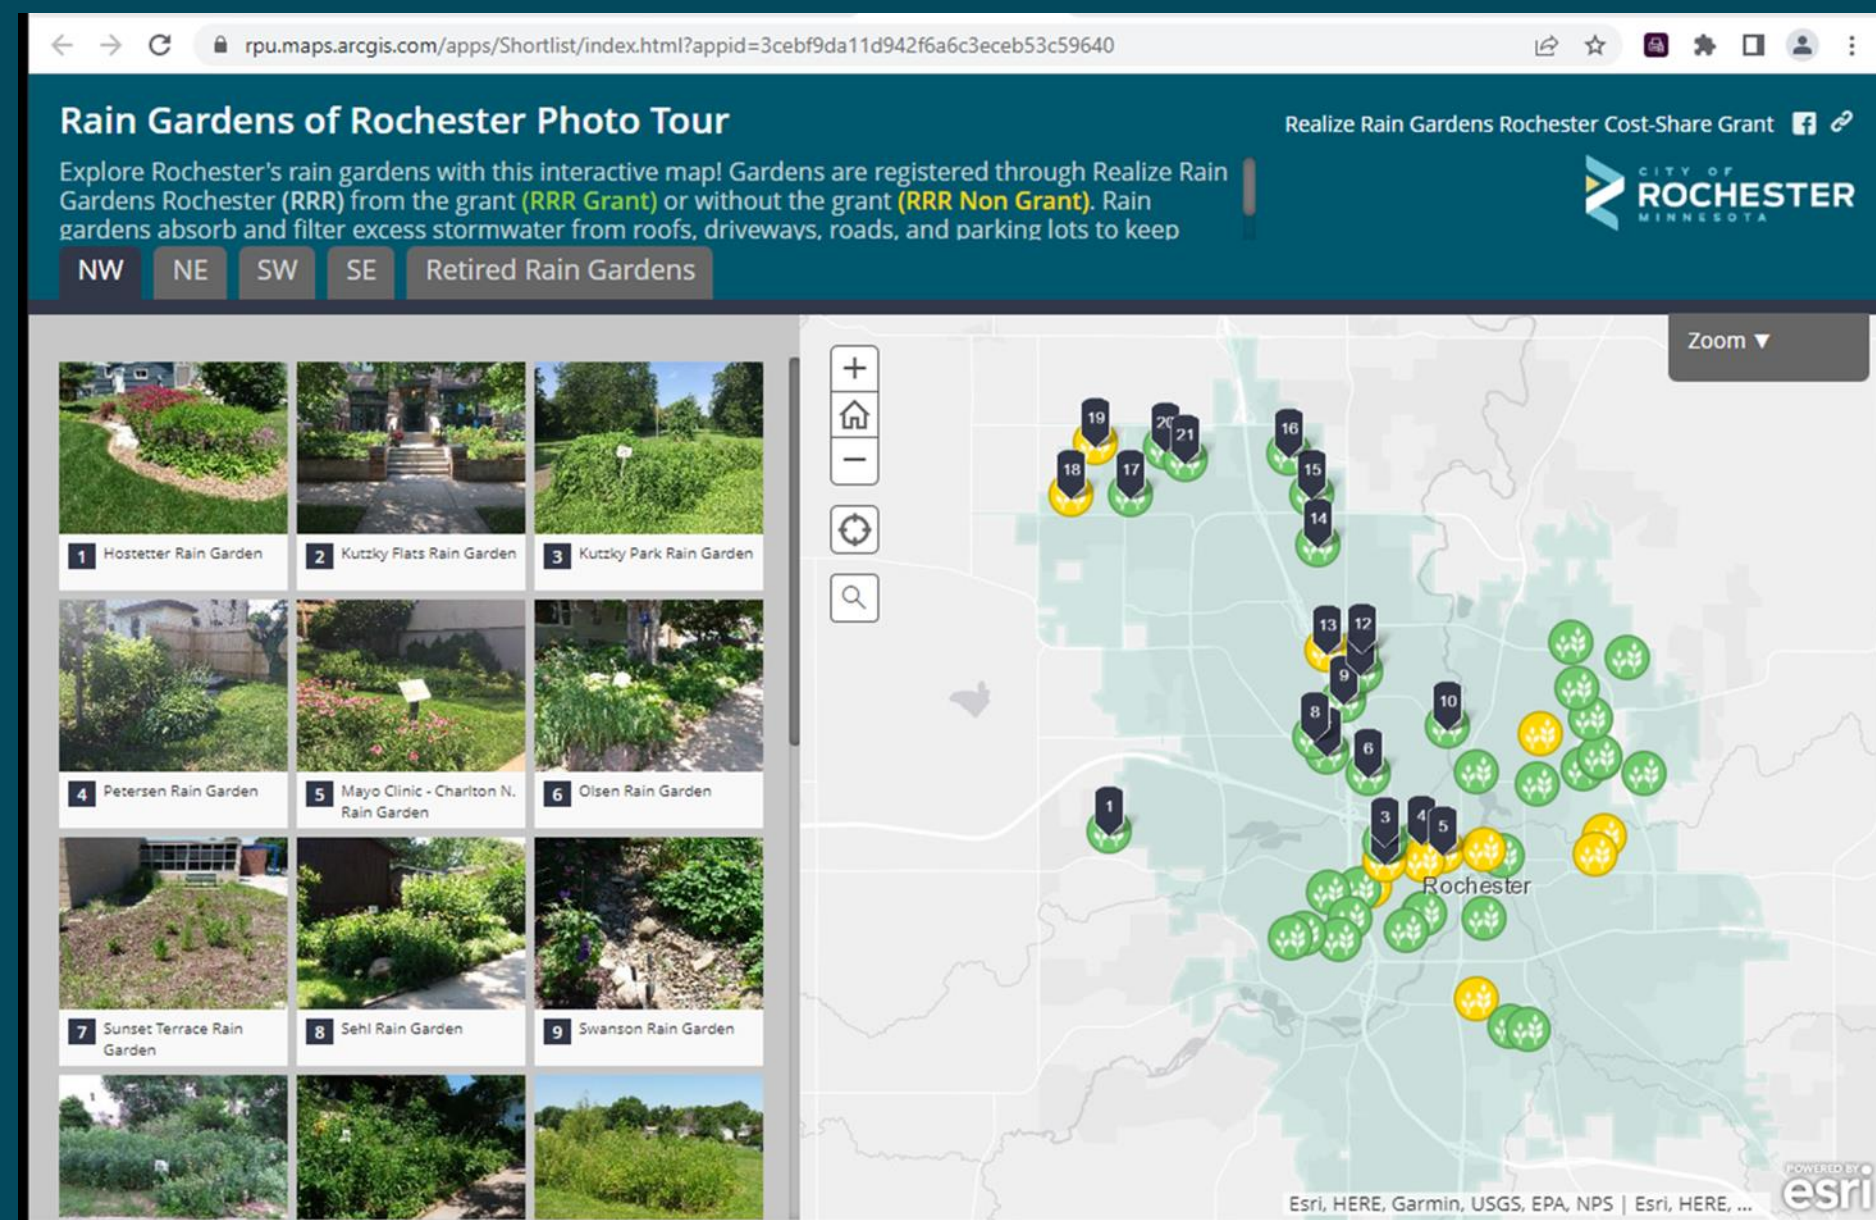 rpu.maps.arcgis.com/apps/Shortlist/index.html?appid=3cebf9da11d942f6a6c3eceb53c59640
Rain Gardens of Rochester Photo Tour
Realize Rain Gardens Rochester Cost-Share Grant
Explore Rochester's rain gardens with this interactive map! Gardens are registered through Realize Rain
Gardens Rochester (RRR) from the grant (RRR Grant) or without the grant (RRR Non Grant). Rain
gardens absorb and filter excess stormwater from roofs, driveways, roads, and parking lots to keep
CITY OF
ROCHESTER
MINNESOTA
NW NE SW SE Retired Rain Gardens
1 Hostetter Rain Garden
2 Kutzky Flats Rain Garden
3 Kutzky Park Rain Garden
4 Petersen Rain Garden
5 Mayo Clinic - Charlton N.
Rain Garden
6 Olsen Rain Garden
7 Sunset Terrace Rain
Garden
8 Sehl Rain Garden
9 Swanson Rain Garden
Zoom ▼
19
20
21
16
18
17
15
14
13
12
9
8
10
6
1
3
4
5
Rochester
Esri, HERE, Garmin, USGS, EPA, NPS | Esri, HERE, ...
POWERED BY
esri